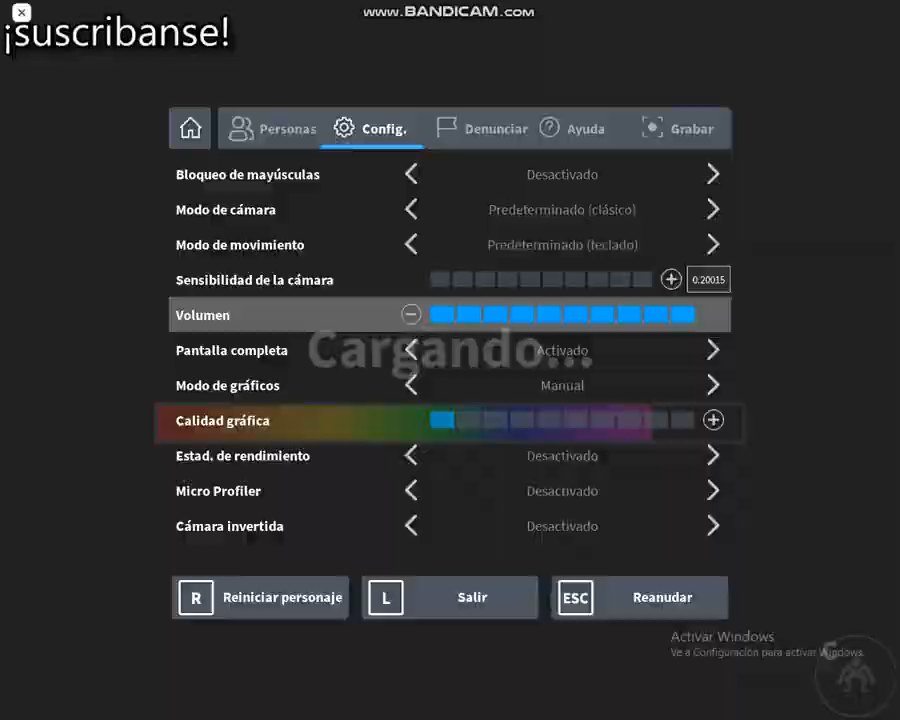 www.BANDICAM.com
¡suscribanse!
Personas
Config.
Denunciar
Ayuda
Grabar
Bloqueo de mayúsculas
Desactivado
Modo de cámara
Predeterminado (clásico)
Modo de movimiento
Predeterminado (teclado)
Sensibilidad de la cámara
0.20015
Volumen
Cargando...
Pantalla completa
Activado
Modo de gráficos
Manual
Calidad gráfica
Estad. de rendimiento
Desactivado
Micro Profiler
Desactivado
Cámara invertida
Desactivado
R Reiniciar personaje
L Salir
ESC Reanudar
Activar Windows
Ve a Configuración para activar Windows.